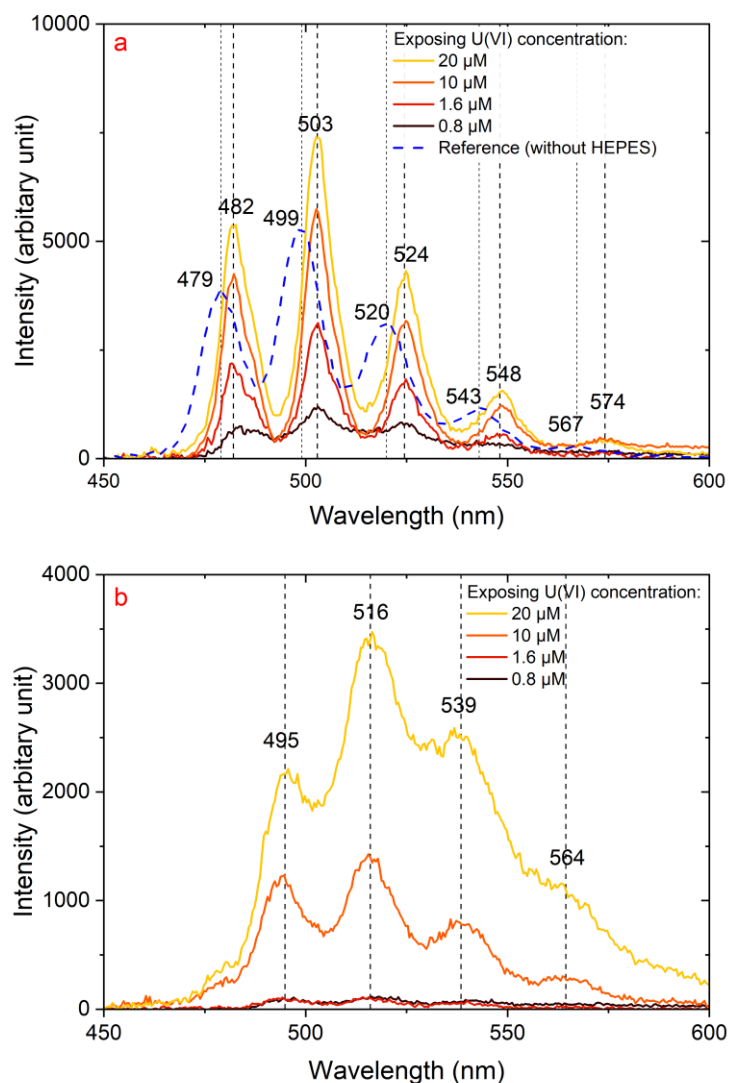 a
Exposing U(VI) concentration:
20 µM
10 µM
1.6 µM
0.8 µM
Reference (without HEPES)
10000
5000
0
Intensity (arbitary unit)
479
482
499
503
520
524
543
548
567
574
450
500
550
600
Wavelength (nm)
b
Exposing U(VI) concentration:
20 µM
10 µM
1.6 µM
0.8 µM
4000
3000
2000
1000
0
Intensity (arbitary unit)
495
516
539
564
450
500
550
600
Wavelength (nm)